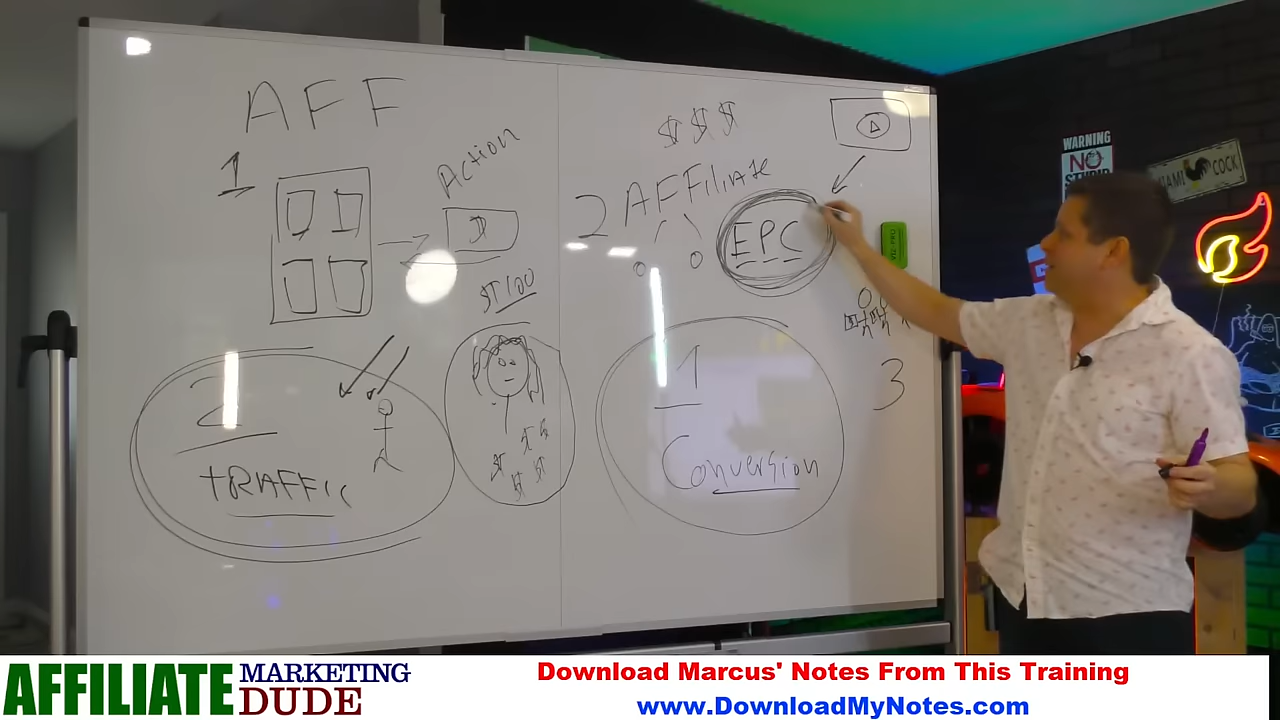 AFF
1
Action
$100
2
TRAFFIC
$$$
2 AFFiliate
EPC
1
Conversion
3
WARNING
NO
COCK
AFFILIATE MARKETING DUDE
Download Marcus' Notes From This Training
www.DownloadMyNotes.com